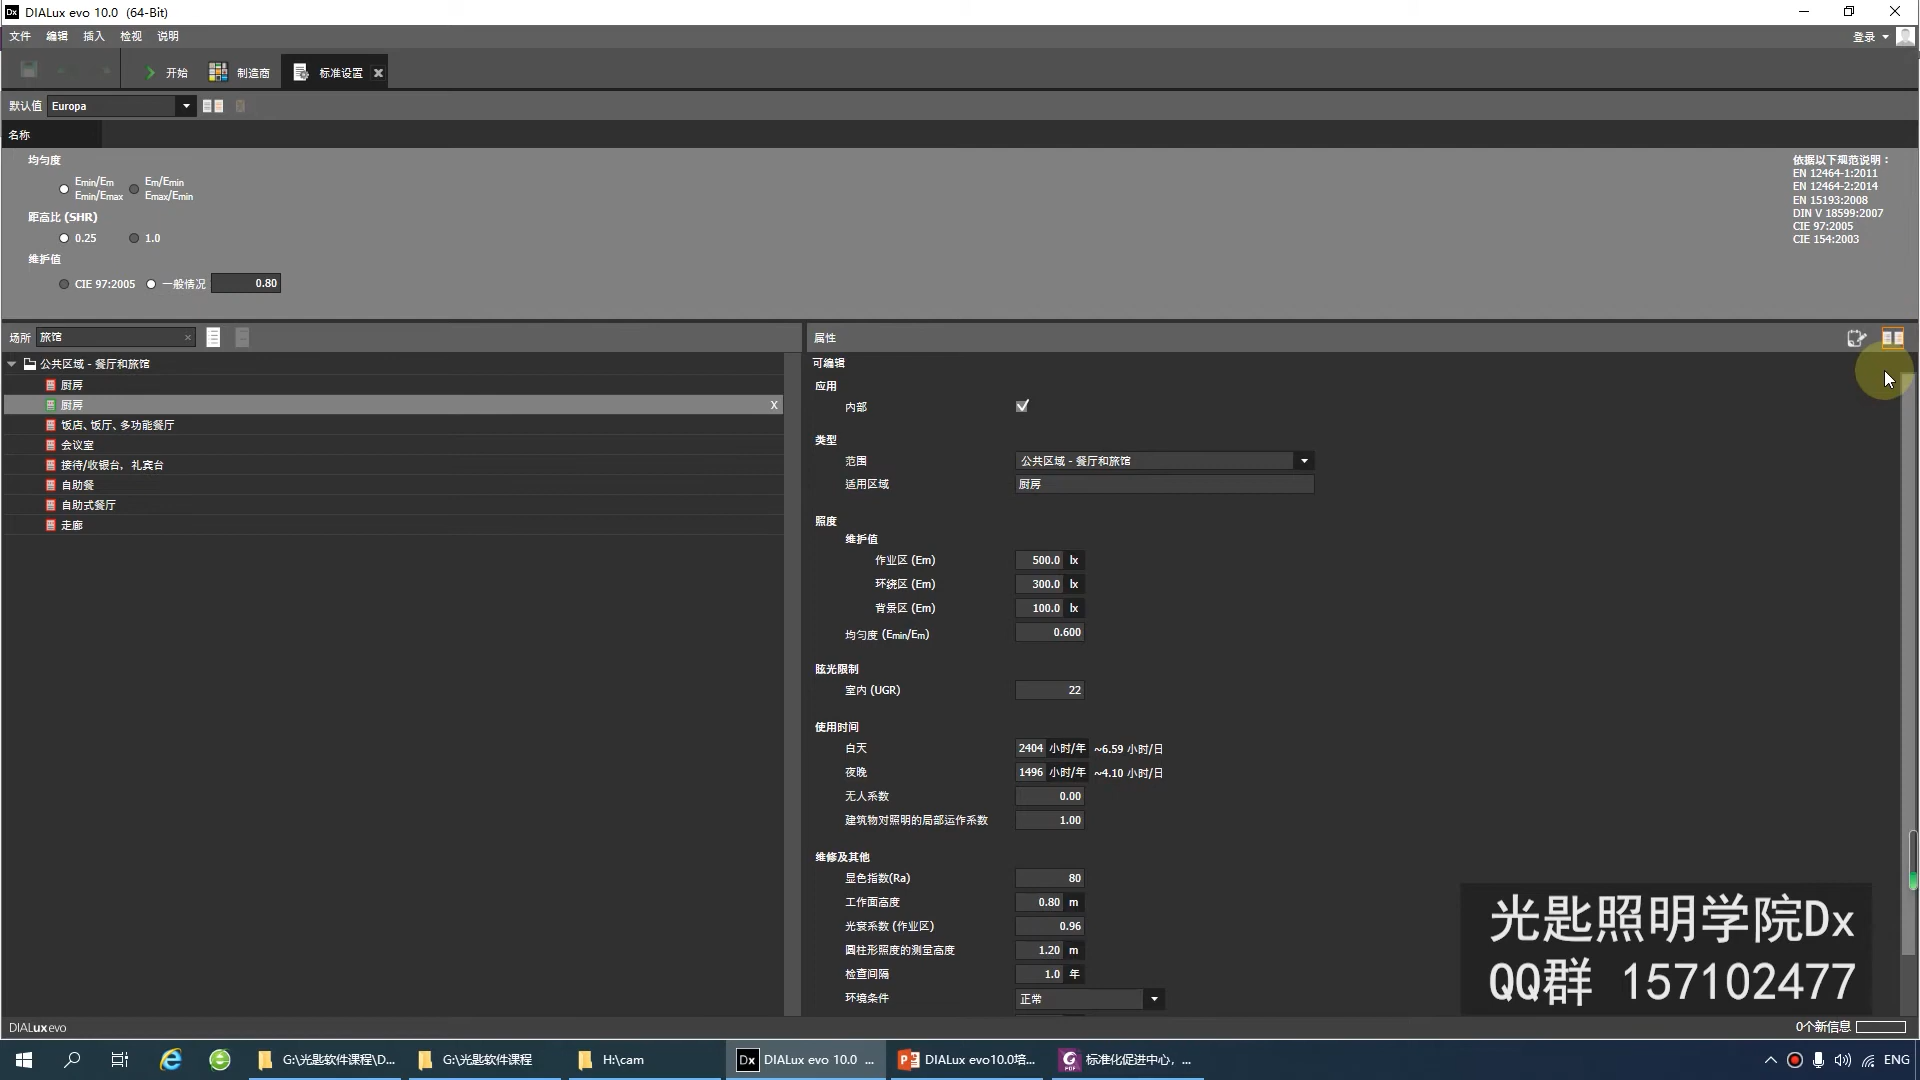 DIALux evo 10.0 (64-Bit)
文件 编辑 插入 检视 说明 登录
开始 制造商 标准设置
默认值 Europa
名称
均匀度
Emin/Em Em/Emin
Emin/Emax Emax/Emin
距高比 (SHR)
0.25 1.0
维护值
CIE 97:2005 一般情况 0.80
依据以下规范说明：
EN 12464-1:2011
EN 12464-2:2014
EN 15193:2008
DIN V 18599:2007
CIE 97:2005
CIE 154:2003
场所 旅馆
公共区域 - 餐厅和旅馆
厨房
厨房 X
饭店、饭厅、多功能餐厅
会议室
接待/收银台，礼宾台
自助餐
自助式餐厅
走廊
属性
可编辑
应用
内部
类型
范围 公共区域 - 餐厅和旅馆
适用区域 厨房
照度
维护值
作业区 (Em) 500.0 lx
环绕区 (Em) 300.0 lx
背景区 (Em) 100.0 lx
均匀度 (Emin/Em) 0.600
眩光限制
室内 (UGR) 22
使用时间
白天 2404 小时/年 ~6.59 小时/日
夜晚 1496 小时/年 ~4.10 小时/日
无人系数 0.00
建筑物对照明的局部运作系数 1.00
维修及其他
显色指数(Ra) 80
工作面高度 0.80 m
光衰系数 (作业区) 0.96
圆柱形照度的测量高度 1.20 m
检查间隔 1.0 年
环境条件 正常
光匙照明学院Dx
QQ群 157102477
DIALux evo
0个新信息
G:\光匙软件课程\D... G:\光匙软件课程 H:\cam DIALux evo 10.0 ... DIALux evo10.0培... 标准化促进中心，... ENG